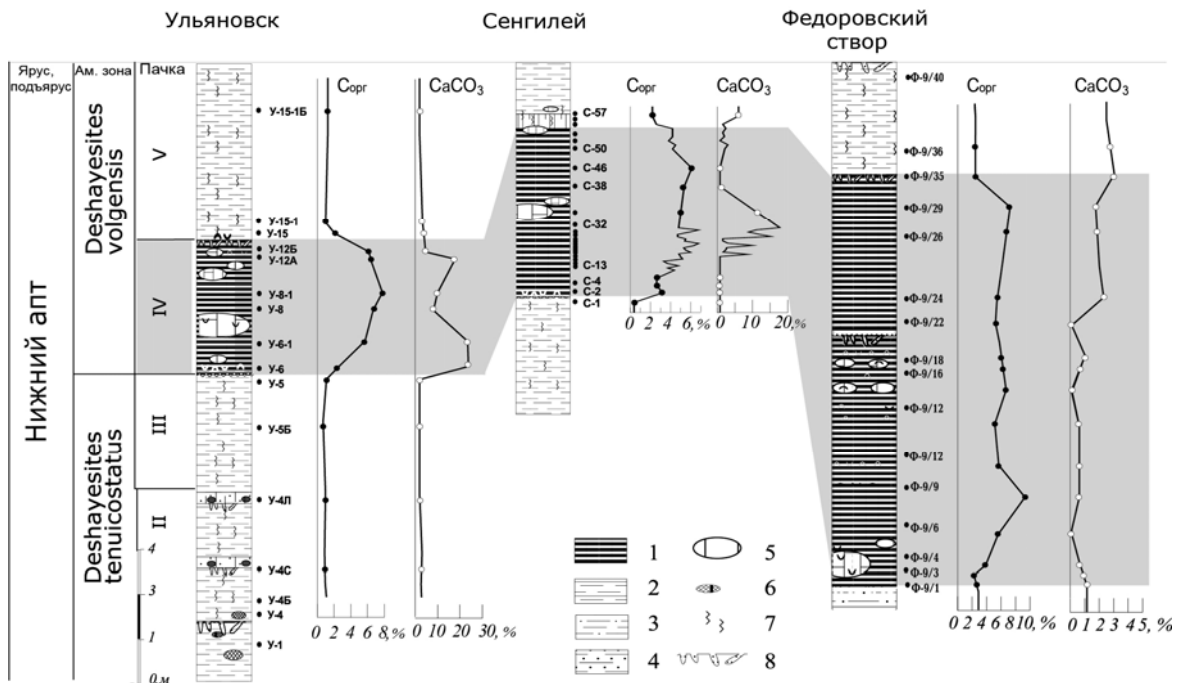 Ульяновск
Сенгилей
Федоровский
створ
Ярус,
подъярус
Ам. зона
Пачка
Нижний апт
Deshayesites
volgensis
Deshayesites
tenuicostatus
V
IV
III
II
4
3
1
0м
У-15-1Б
У-15-1
У-15
У-12Б
У-12А
У-8-1
У-8
У-6-1
У-6
У-5
У-5Б
У-4Л
У-4С
У-4Б
У-4
У-1
Сорг
0 2 4 6 8, %
CaCO3
0 10 20 30, %
С-57
С-50
С-46
С-38
С-32
С-13
С-4
С-2
С-1
Сорг
0 2 4 6, %
CaCO3
0 10 20, %
Ф-9/40
Ф-9/36
Ф-9/35
Ф-9/29
Ф-9/26
Ф-9/24
Ф-9/22
Ф-9/18
Ф-9/16
Ф-9/12
Ф-9/12
Ф-9/9
Ф-9/6
Ф-9/4
Ф-9/3
Ф-9/1
Сорг
0 2 4 6 8 10, %
CaCO3
0 1 2 3 4 5, %
1
2
3
4
5
6
7
8